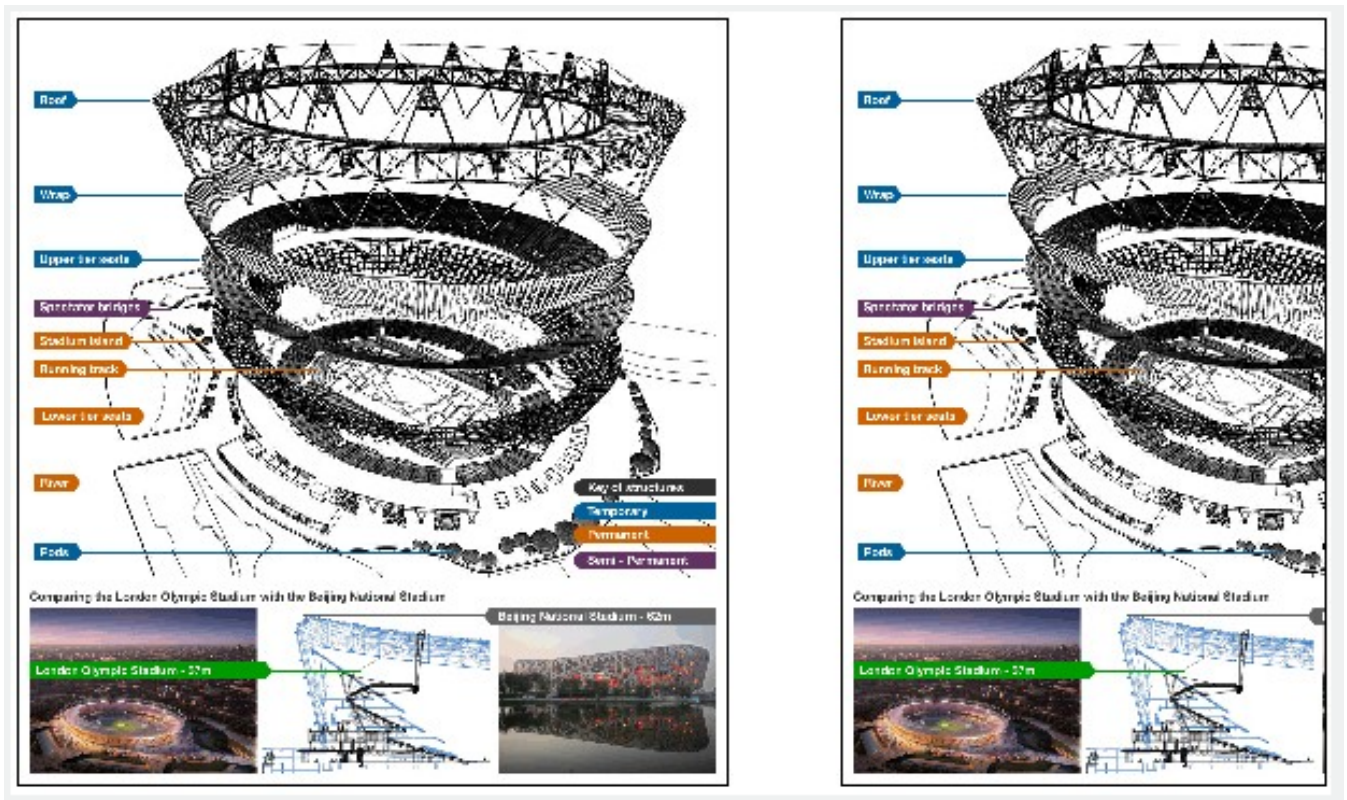 Roof
Wrap
Upper tier seats
Spectator bridges
Stadium Island
Running track
Lower tier seats
River
Pods
Key of structures
Temporary
Permanent
Semi - Permanent
Comparing the London Olympic Stadium with the Beijing National Stadium
Beijing National Stadium - 62m
London Olympic Stadium - 37m
Roof
Wrap
Upper tier seats
Spectator bridges
Stadium Island
Running track
Lower tier seats
River
Pods
Comparing the London Olympic Stadium with the Beijing National Stadium
London Olympic Stadium - 37m